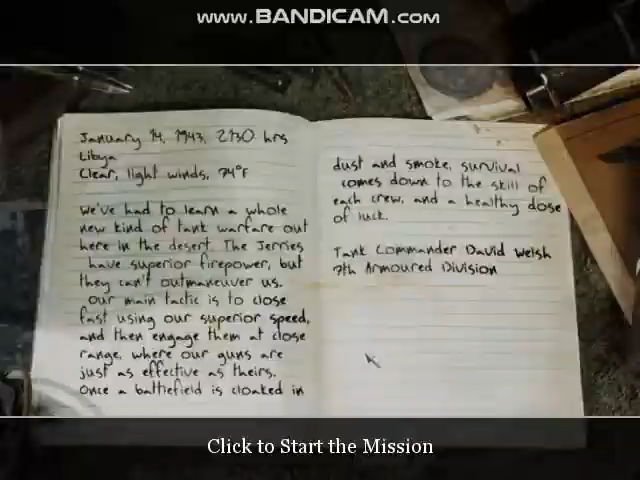 www.BANDICAM.com
January 14, 1943, 2130 hrs
Libya
Clear, light winds, 74°F
We've had to learn a whole
new kind of tank warfare out
here in the desert. The Jerries
have superior firepower, but
they can't outmaneuver us.
Our main tactic is to close
fast using our superior speed,
and then engage them at close
range, where our guns are
just as effective as theirs.
Once a battlefield is cloaked in
dust and smoke, survival
comes down to the skill of
each crew, and a healthy dose
of luck.
Tank Commander David Welsh
7th Armoured Division
Click to Start the Mission